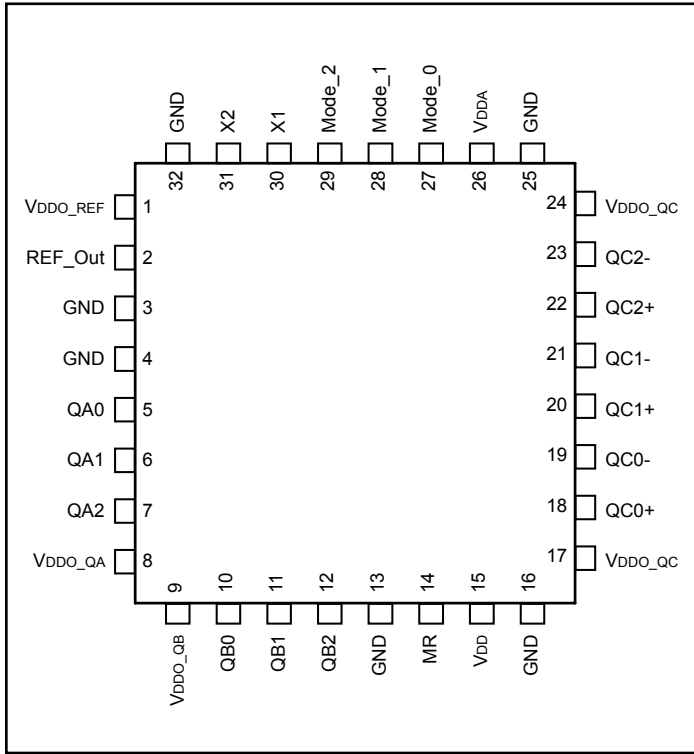 GND
X2
X1
Mode_2
Mode_1
Mode_0
VDDA
GND
32
31
30
29
28
27
26
25
VDDO_REF 1
REF_Out 2
GND 3
GND 4
QA0 5
QA1 6
QA2 7
VDDO_QA 8
24 VDDO_QC
23 QC2-
22 QC2+
21 QC1-
20 QC1+
19 QC0-
18 QC0+
17 VDDO_QC
9
10
11
12
13
14
15
16
VDDO_QB
QB0
QB1
QB2
GND
MR
VDD
GND